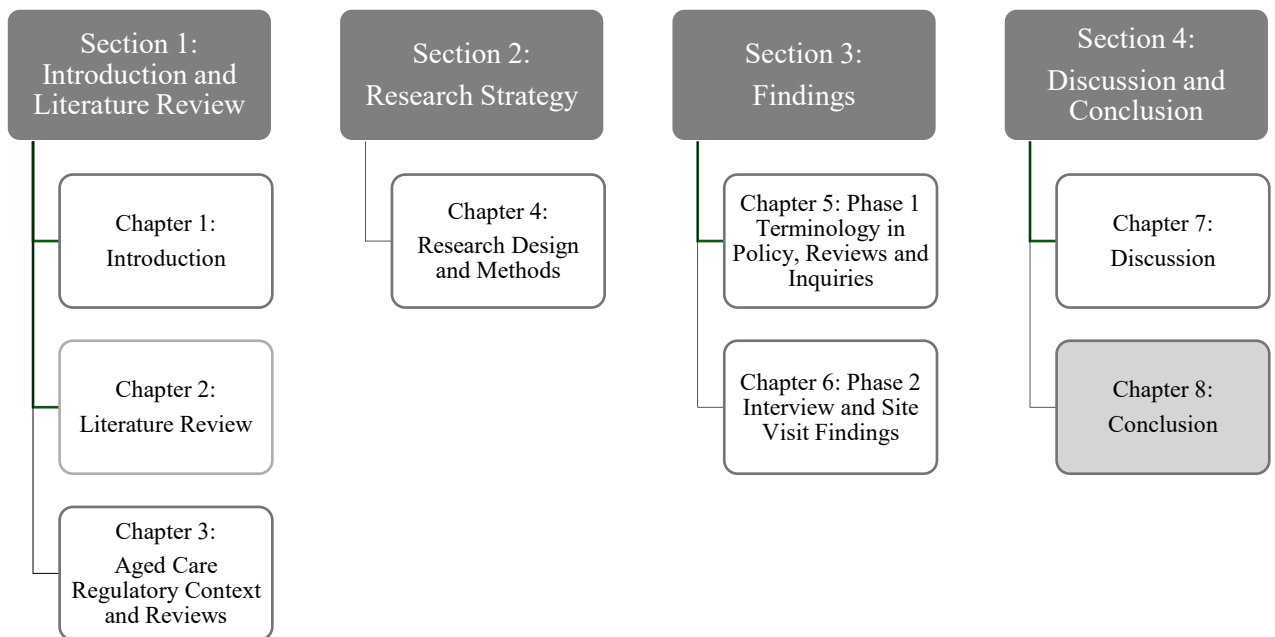 Section 1:
Introduction and
Literature Review
Chapter 1:
Introduction
Chapter 2:
Literature Review
Chapter 3:
Aged Care
Regulatory Context
and Reviews
Section 2:
Research Strategy
Chapter 4:
Research Design
and Methods
Section 3:
Findings
Chapter 5: Phase 1
Terminology in
Policy, Reviews and
Inquiries
Chapter 6: Phase 2
Interview and Site
Visit Findings
Section 4:
Discussion and
Conclusion
Chapter 7:
Discussion
Chapter 8:
Conclusion